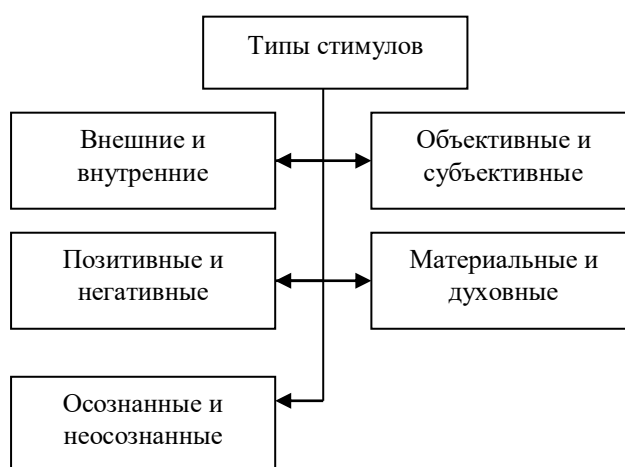 Типы стимулов
Внешние и
внутренние
Объективные и
субъективные
Позитивные и
негативные
Материальные и
духовные
Осознанные и
неосознанные